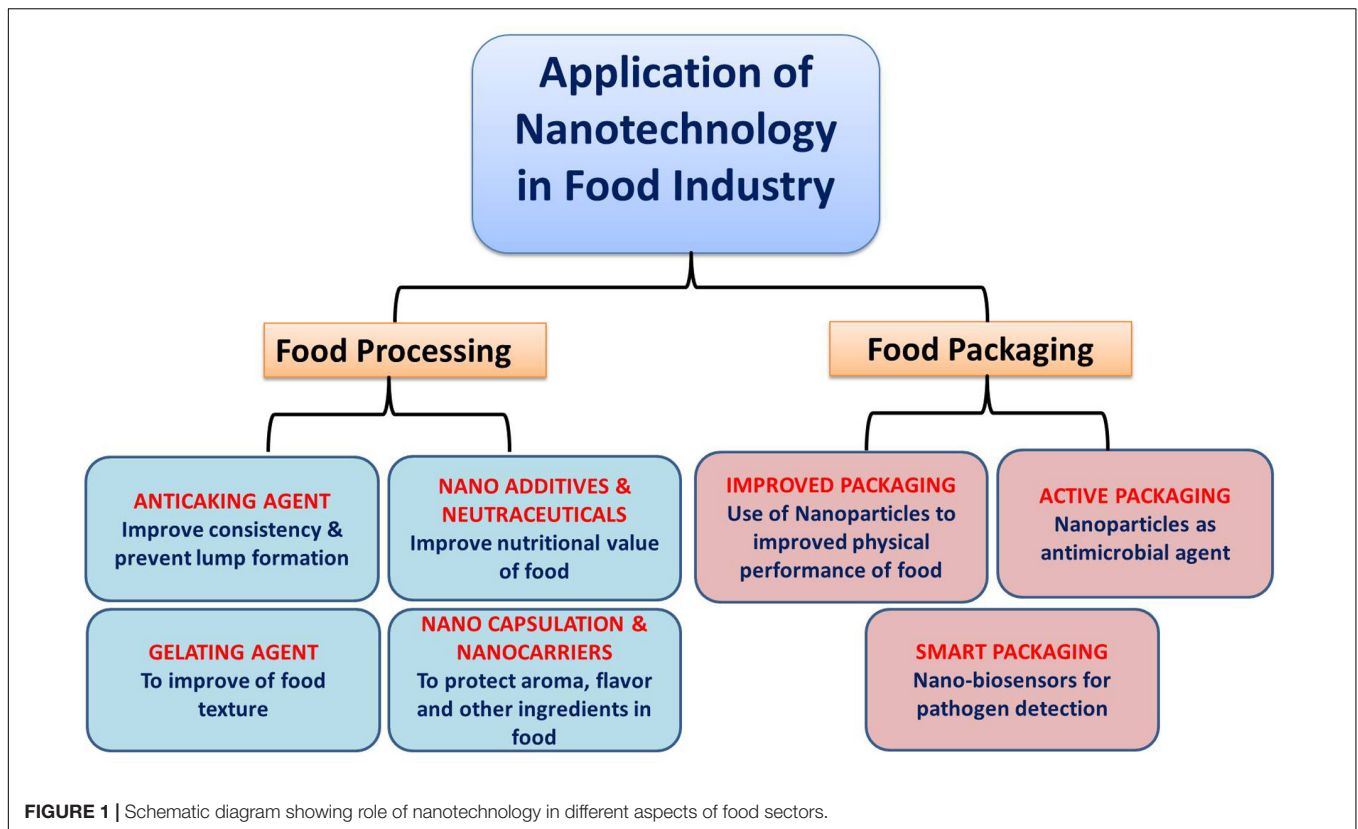 Application of
Nanotechnology
in Food Industry
Food Processing
Food Packaging
ANTICAKING AGENT
Improve consistency &
prevent lump formation
NANO ADDITIVES &
NEUTRACEUTICALS
Improve nutritional value
of food
GELATING AGENT
To improve of food
texture
NANO CAPSULATION &
NANOCARRIERS
To protect aroma, flavor
and other ingredients in
food
IMPROVED PACKAGING
Use of Nanoparticles to
improved physical
performance of food
ACTIVE PACKAGING
Nanoparticles as
antimicrobial agent
SMART PACKAGING
Nano-biosensors for
pathogen detection
FIGURE 1 | Schematic diagram showing role of nanotechnology in different aspects of food sectors.